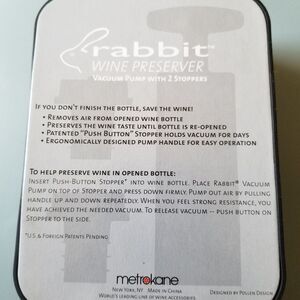 rabbit™
WINE PRESERVER
VACUUM PUMP WITH 2 STOPPERS
IF YOU DON'T FINISH THE BOTTLE, SAVE THE WINE!
• REMOVES AIR FROM OPENED WINE BOTTLE
• PRESERVES THE WINE TASTE UNTIL BOTTLE IS RE-OPENED
• PATENTED "PUSH BUTTON" STOPPER HOLDS VACUUM FOR DAYS
• ERGONOMICALLY DESIGNED PUMP HANDLE FOR EASY OPERATION
TO HELP PRESERVE WINE IN OPENED BOTTLE:
INSERT PUSH-BUTTON STOPPER* INTO WINE BOTTLE. PLACE RABBIT® VACUUM
PUMP ON TOP OF STOPPER AND PRESS DOWN FIRMLY. PUMP OUT AIR BY PULLING
HANDLE UP AND DOWN REPEATEDLY. WHEN YOU FEEL STRONG RESISTANCE, YOU
HAVE ACHIEVED THE NEEDED VACUUM. TO RELEASE VACUUM – PUSH BUTTON ON
STOPPER TO THE SIDE.
*U.S. & FOREIGN PATENTS PENDING
metrokane
NEW YORK, NY MADE IN CHINA
WORLD'S LEADING LINE OF WINE ACCESSORIES
DESIGNED BY POLLEN DESIGN